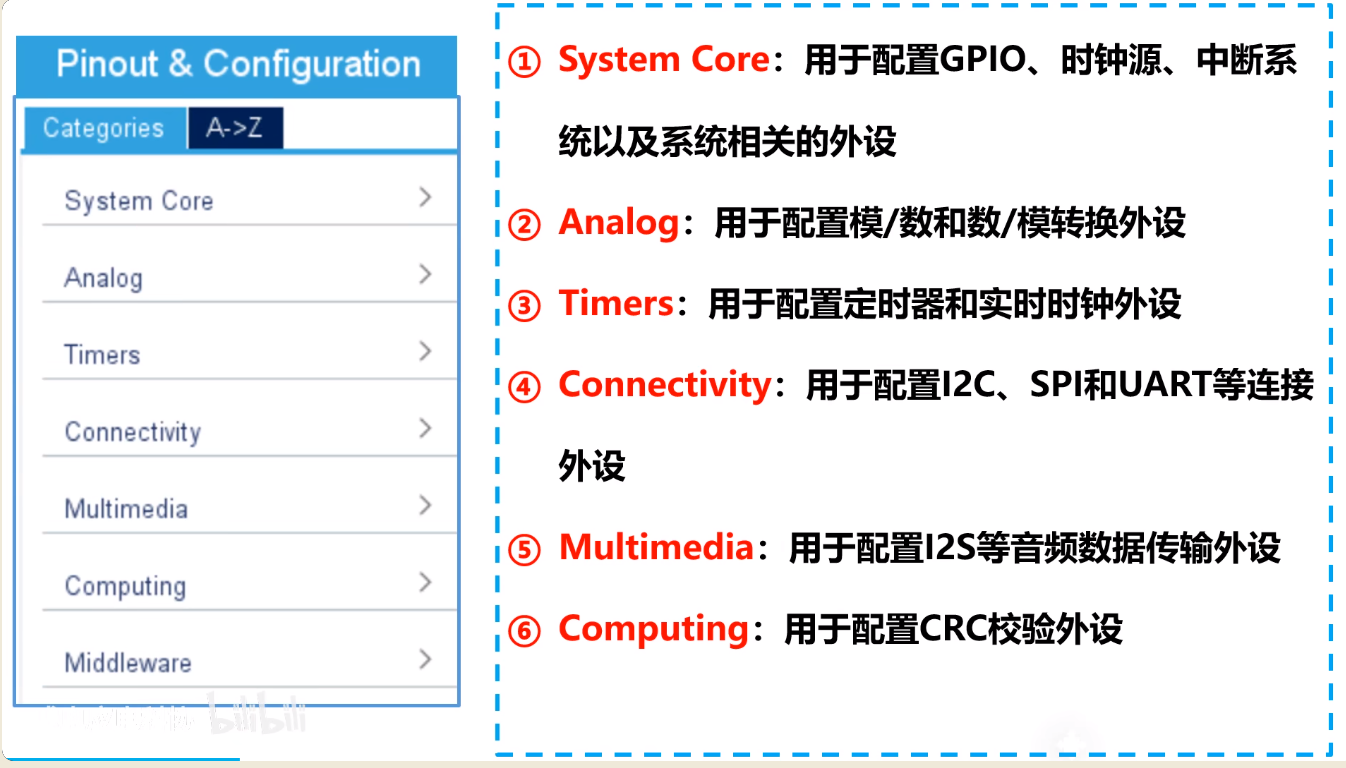 Pinout & Configuration
Categories
A->Z
System Core
Analog
Timers
Connectivity
Multimedia
Computing
Middleware
① System Core：用于配置GPIO、时钟源、中断系
统以及系统相关的外设
② Analog：用于配置模/数和数/模转换外设
③ Timers：用于配置定时器和实时时钟外设
④ Connectivity：用于配置I2C、SPI和UART等连接
外设
⑤ Multimedia：用于配置I2S等音频数据传输外设
⑥ Computing：用于配置CRC校验外设
bilibili